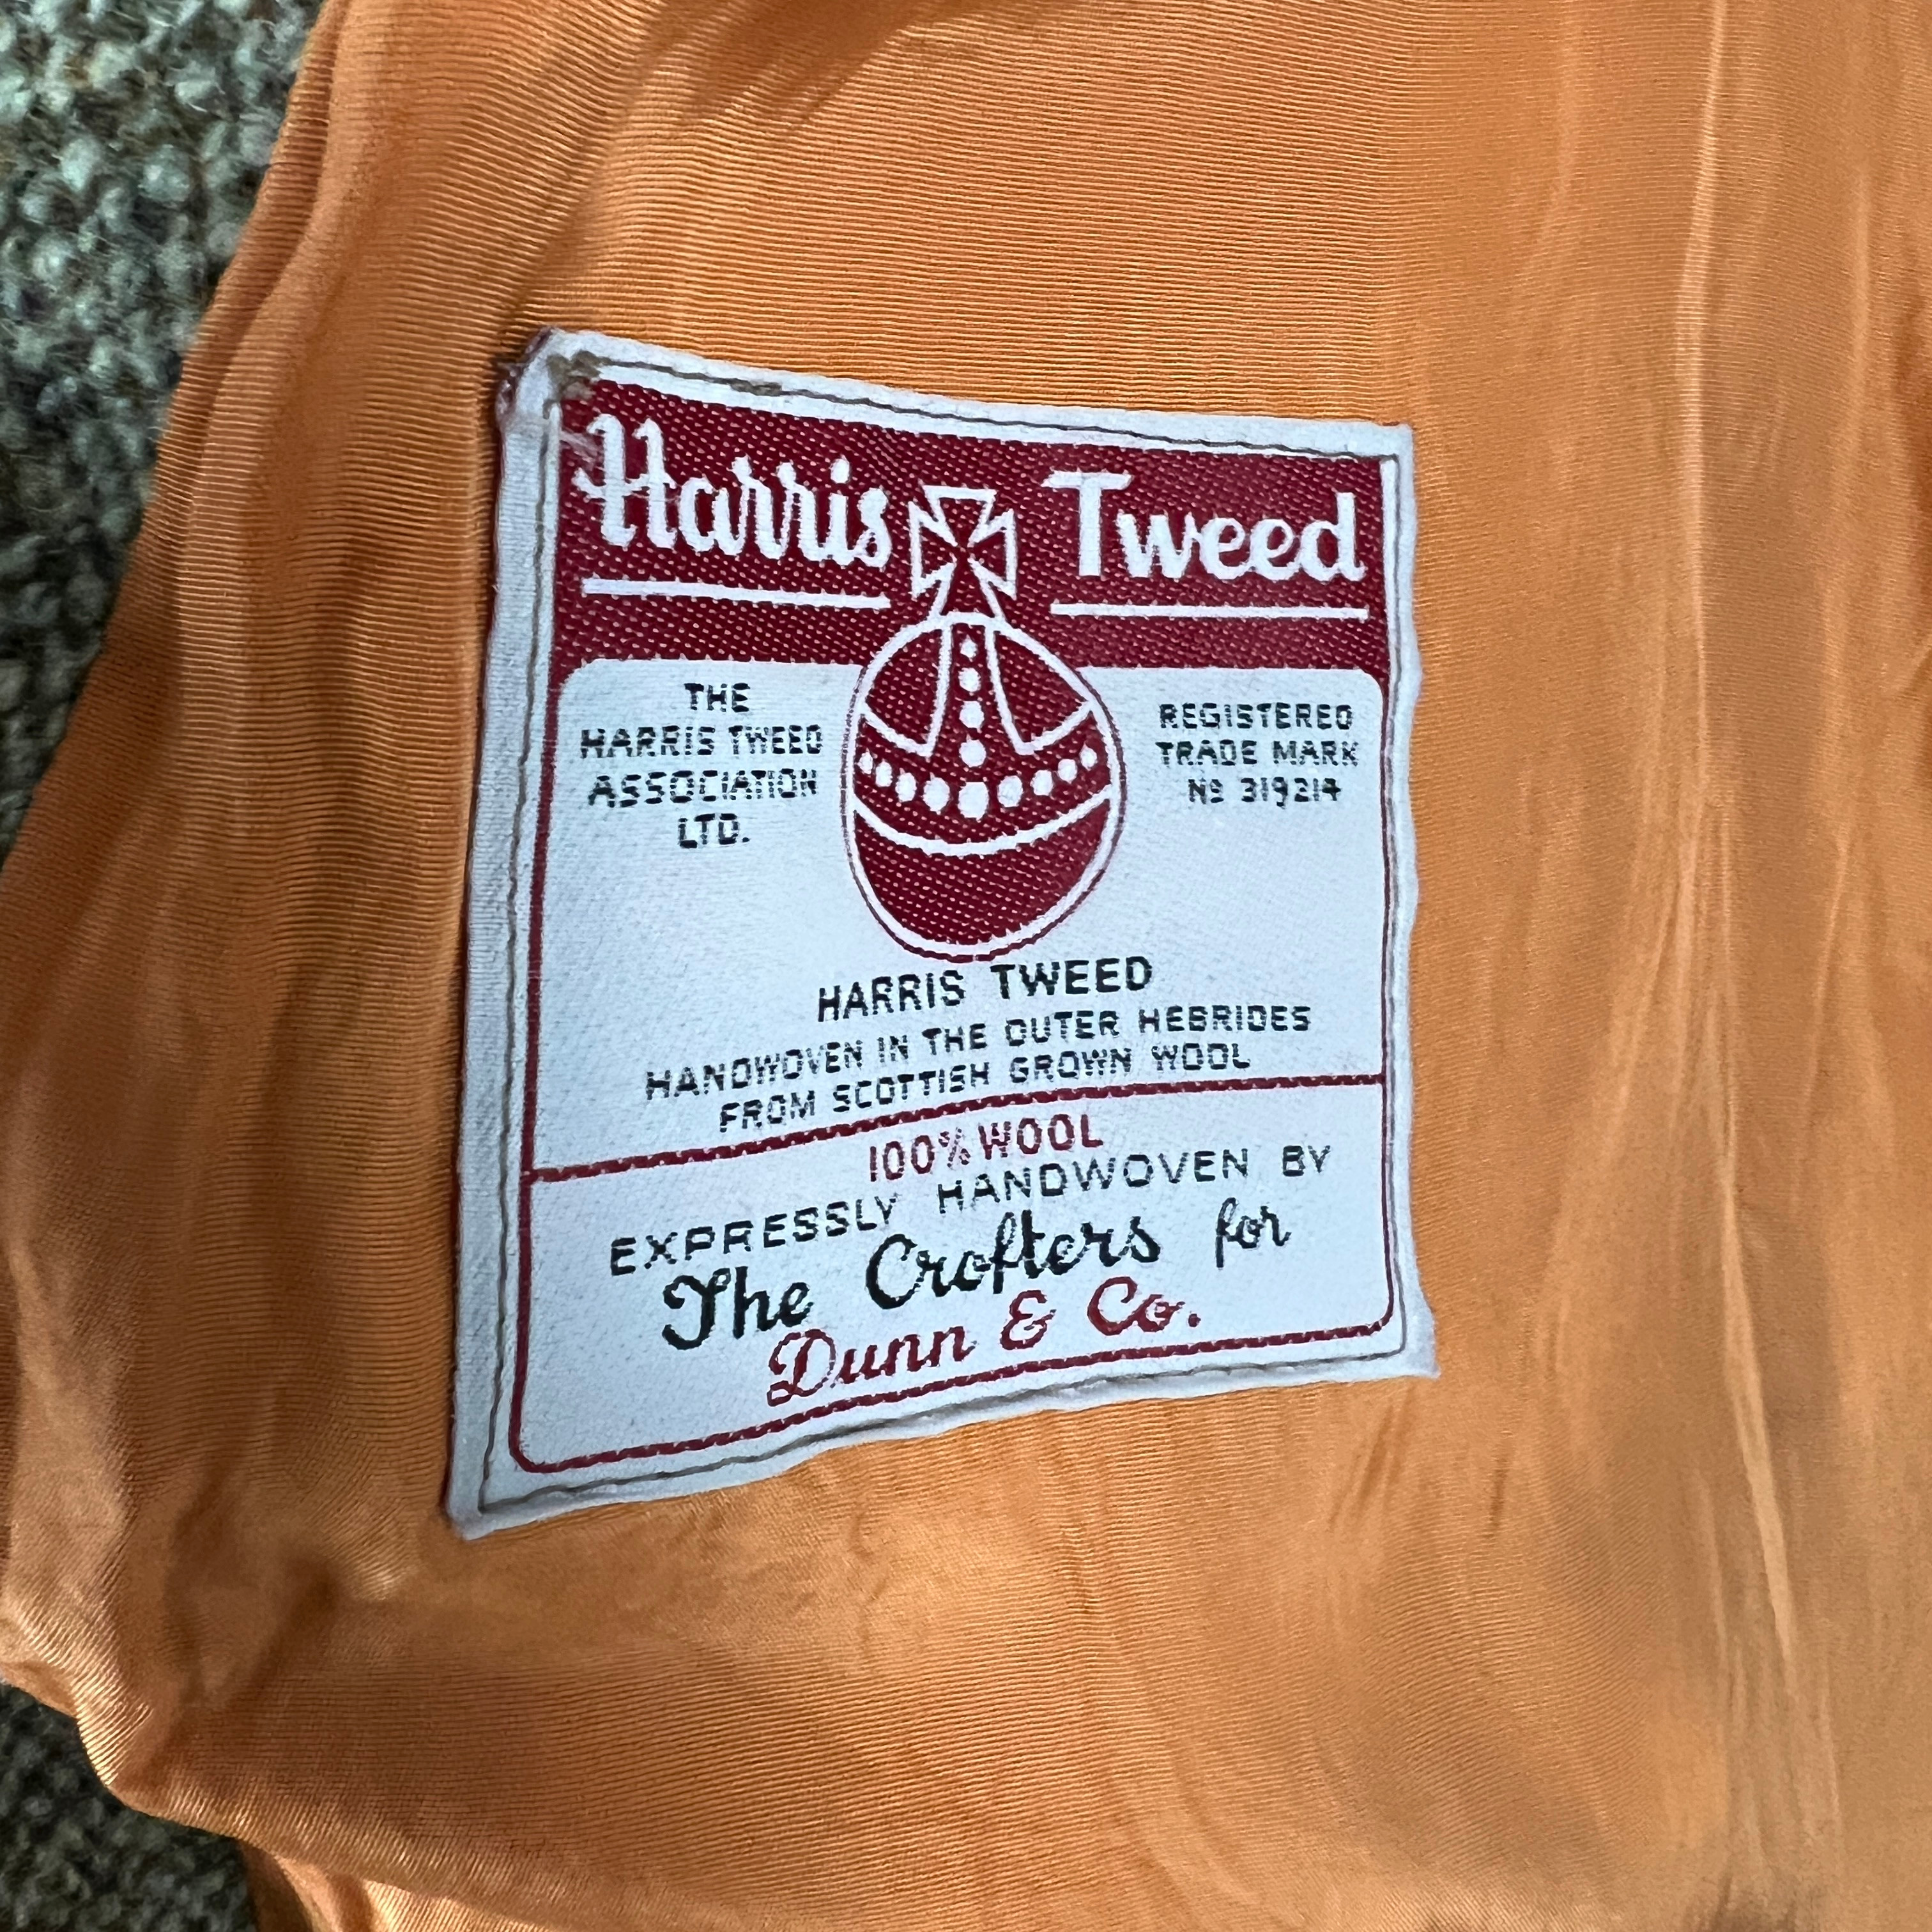 Harris Tweed
THE
HARRIS TWEED
ASSOCIATION
LTD.
REGISTERED
TRADE MARK
Nº 319214
HARRIS TWEED
HANDWOVEN IN THE OUTER HEBRIDES
FROM SCOTTISH GROWN WOOL
100% WOOL
EXPRESSLY HANDWOVEN BY
The Crofters for
Dunn & Co.